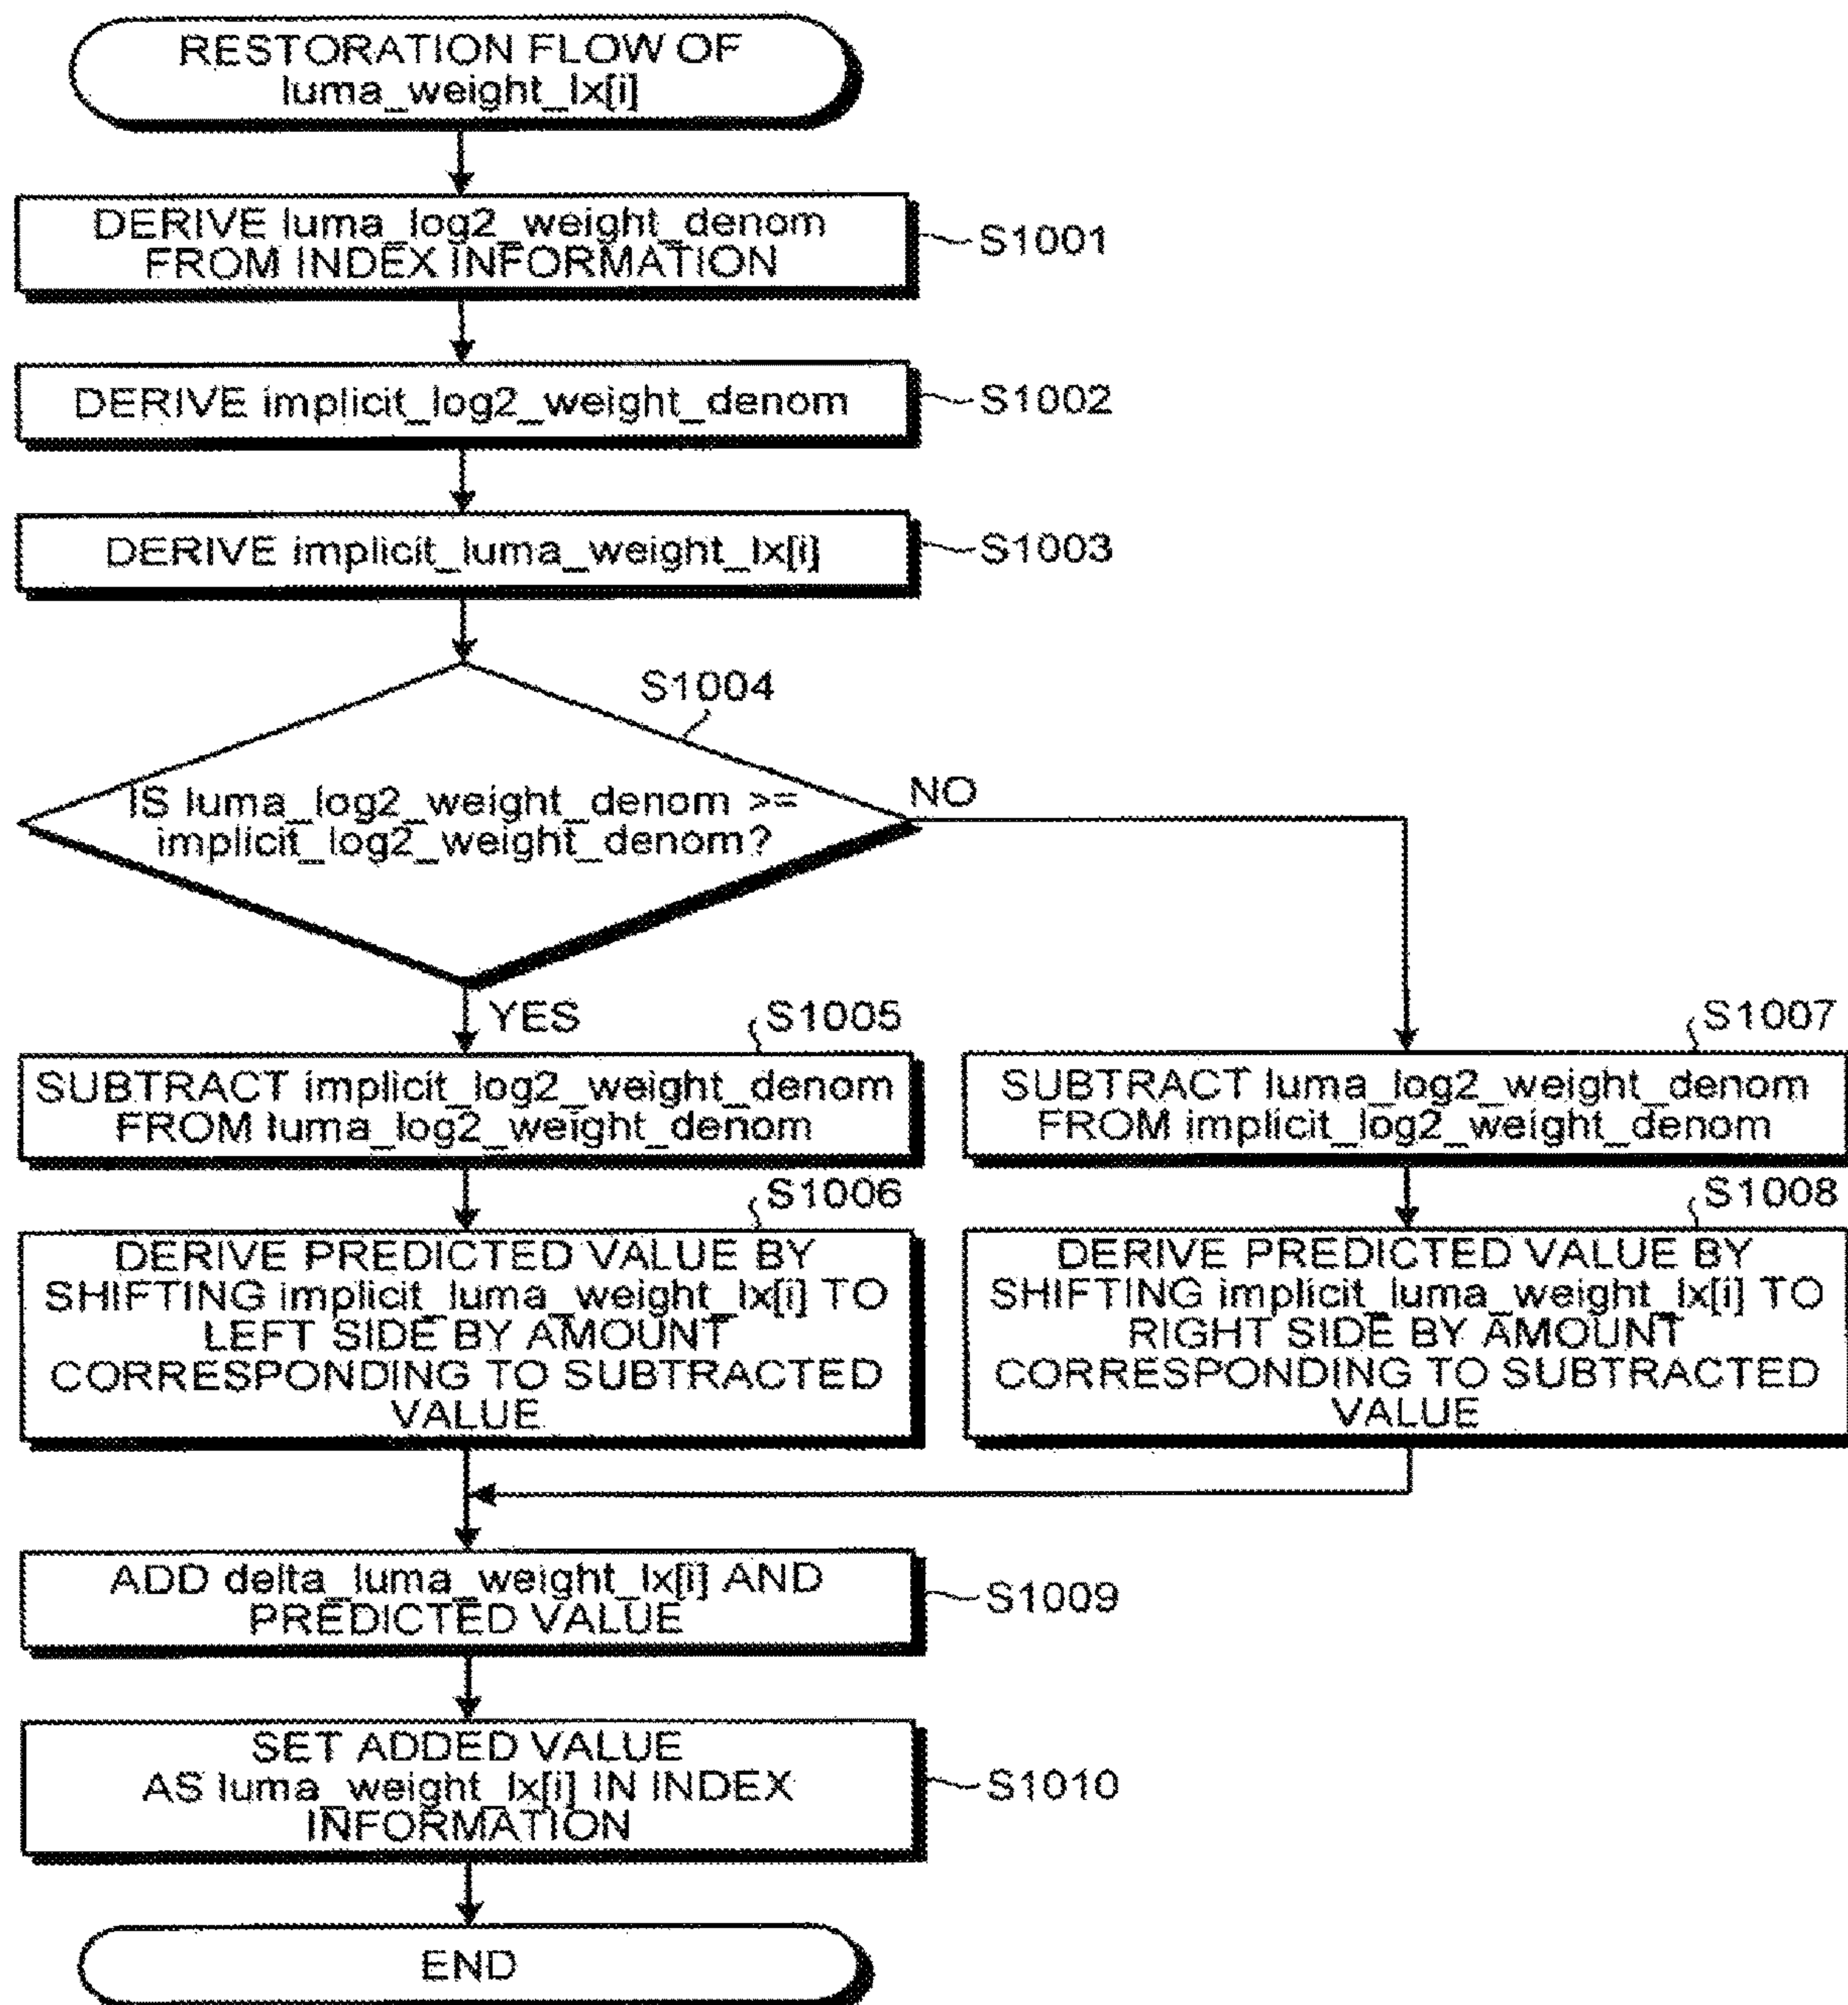 RESTORATION FLOW OF
luma_weight_lx[i]
DERIVE luma_log2_weight_denom
FROM INDEX INFORMATION
S1001
DERIVE implicit_log2_weight_denom
S1002
DERIVE implicit_luma_weight_lx[i]
S1003
S1004
IS luma_log2_weight_denom >=
implicit_log2_weight_denom?
NO
YES
S1005
SUBTRACT implicit_log2_weight_denom
FROM luma_log2_weight_denom
S1007
SUBTRACT luma_log2_weight_denom
FROM implicit_log2_weight_denom
S1006
DERIVE PREDICTED VALUE BY
SHIFTING implicit_luma_weight_lx[i] TO
LEFT SIDE BY AMOUNT
CORRESPONDING TO SUBTRACTED
VALUE
S1008
DERIVE PREDICTED VALUE BY
SHIFTING implicit_luma_weight_lx[i] TO
RIGHT SIDE BY AMOUNT
CORRESPONDING TO SUBTRACTED
VALUE
ADD delta_luma_weight_lx[i] AND
PREDICTED VALUE
S1009
SET ADDED VALUE
AS luma_weight_lx[i] IN INDEX
INFORMATION
S1010
END